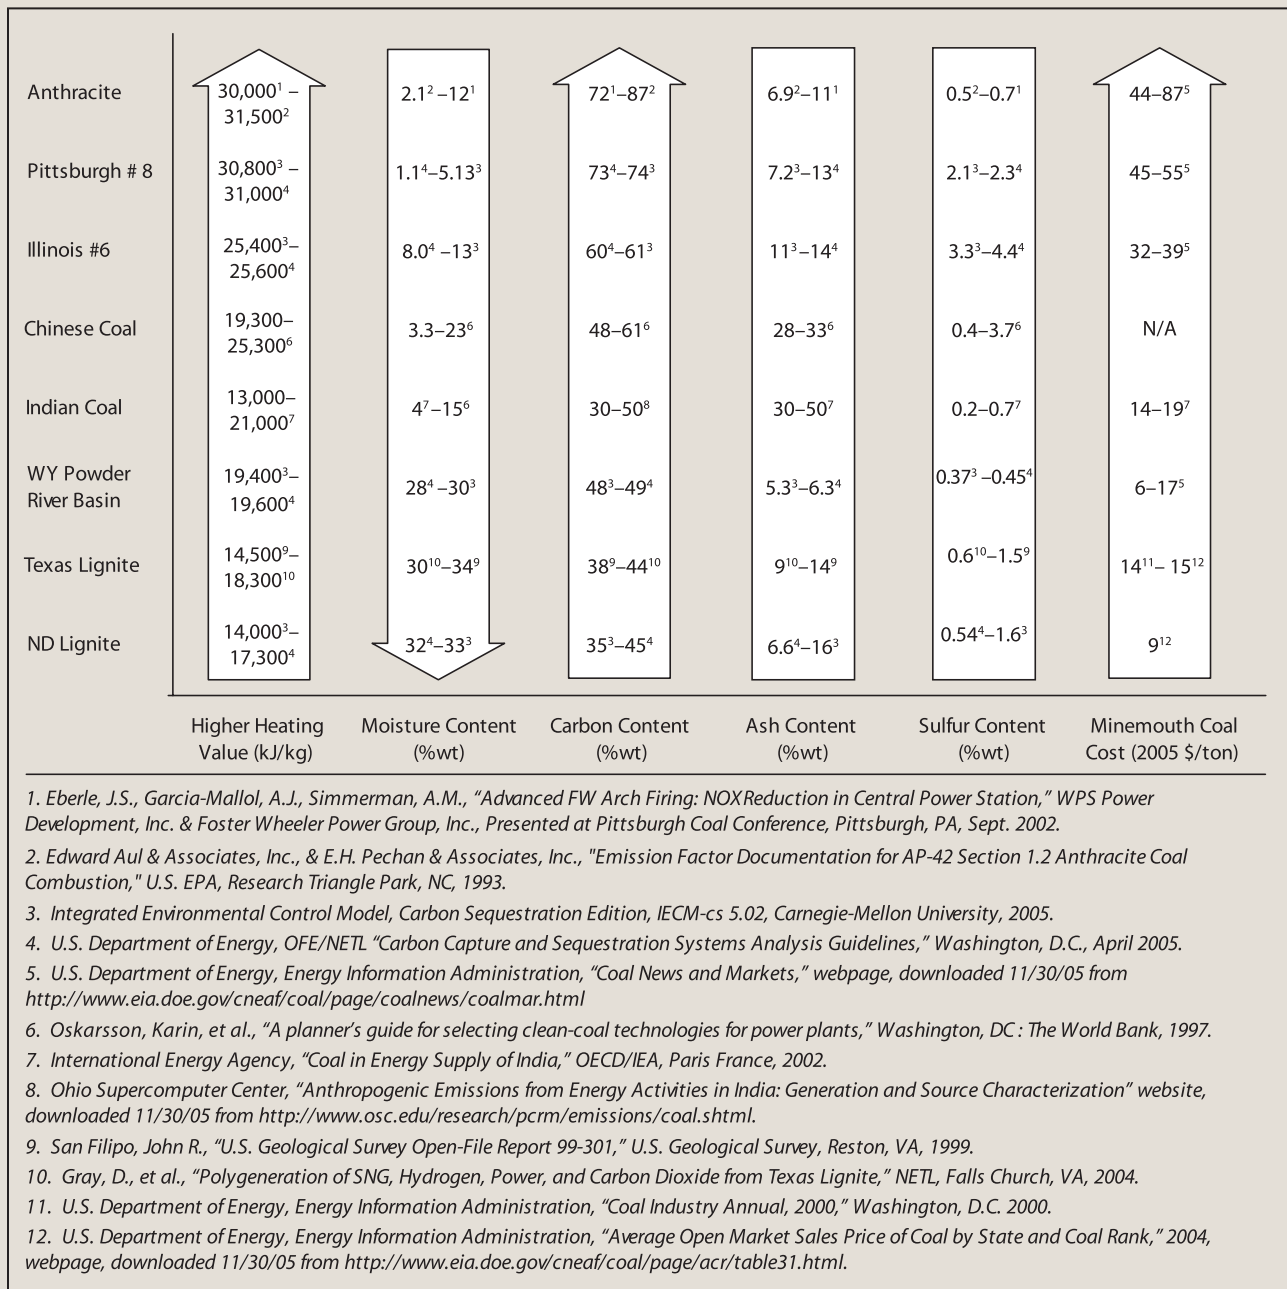 Anthracite 30,000¹ – 2.1² –12¹ 72¹–87² 6.9²–11¹ 0.5²–0.7¹ 44–87⁵
31,500²
Pittsburgh # 8 30,800³ – 1.1⁴–5.13³ 73⁴–74³ 7.2³–13⁴ 2.1³–2.3⁴ 45–55⁵
31,000⁴
Illinois #6 25,400³– 8.0⁴ –13³ 60⁴–61³ 11³–14⁴ 3.3³–4.4⁴ 32–39⁵
25,600⁴
Chinese Coal 19,300– 3.3–23⁶ 48–61⁶ 28–33⁶ 0.4–3.7⁶ N/A
25,300⁶
Indian Coal 13,000– 4⁷–15⁶ 30–50⁸ 30–50⁷ 0.2–0.7⁷ 14–19⁷
21,000⁷
WY Powder 19,400³– 28⁴–30³ 48³–49⁴ 5.3³–6.3⁴ 0.37³ –0.45⁴ 6–17⁵
River Basin 19,600⁴
Texas Lignite 14,500⁹– 30¹⁰–34⁹ 38⁹–44¹⁰ 9¹⁰–14⁹ 0.6¹⁰–1.5⁹ 14¹¹– 15¹²
18,300¹⁰
ND Lignite 14,000³– 32⁴–33³ 35³–45⁴ 6.6⁴–16³ 0.54⁴–1.6³ 9¹²
17,300⁴
Higher Heating Moisture Content Carbon Content Ash Content Sulfur Content Minemouth Coal
Value (kJ/kg) (%wt) (%wt) (%wt) (%wt) Cost (2005 $/ton)
1. Eberle, J.S., Garcia-Mallol, A.J., Simmerman, A.M., “Advanced FW Arch Firing: NOXReduction in Central Power Station,” WPS Power
Development, Inc. & Foster Wheeler Power Group, Inc., Presented at Pittsburgh Coal Conference, Pittsburgh, PA, Sept. 2002.
2. Edward Aul & Associates, Inc., & E.H. Pechan & Associates, Inc., "Emission Factor Documentation for AP-42 Section 1.2 Anthracite Coal
Combustion," U.S. EPA, Research Triangle Park, NC, 1993.
3. Integrated Environmental Control Model, Carbon Sequestration Edition, IECM-cs 5.02, Carnegie-Mellon University, 2005.
4. U.S. Department of Energy, OFE/NETL “Carbon Capture and Sequestration Systems Analysis Guidelines,” Washington, D.C., April 2005.
5. U.S. Department of Energy, Energy Information Administration, “Coal News and Markets,” webpage, downloaded 11/30/05 from
http://www.eia.doe.gov/cneaf/coal/page/coalnews/coalmar.html
6. Oskarsson, Karin, et al., “A planner’s guide for selecting clean-coal technologies for power plants,” Washington, DC : The World Bank, 1997.
7. International Energy Agency, “Coal in Energy Supply of India,” OECD/IEA, Paris France, 2002.
8. Ohio Supercomputer Center, “Anthropogenic Emissions from Energy Activities in India: Generation and Source Characterization” website,
downloaded 11/30/05 from http://www.osc.edu/research/pcrm/emissions/coal.shtml.
9. San Filipo, John R., “U.S. Geological Survey Open-File Report 99-301,” U.S. Geological Survey, Reston, VA, 1999.
10. Gray, D., et al., “Polygeneration of SNG, Hydrogen, Power, and Carbon Dioxide from Texas Lignite,” NETL, Falls Church, VA, 2004.
11. U.S. Department of Energy, Energy Information Administration, “Coal Industry Annual, 2000,” Washington, D.C. 2000.
12. U.S. Department of Energy, Energy Information Administration, “Average Open Market Sales Price of Coal by State and Coal Rank,” 2004,
webpage, downloaded 11/30/05 from http://www.eia.doe.gov/cneaf/coal/page/acr/table31.html.